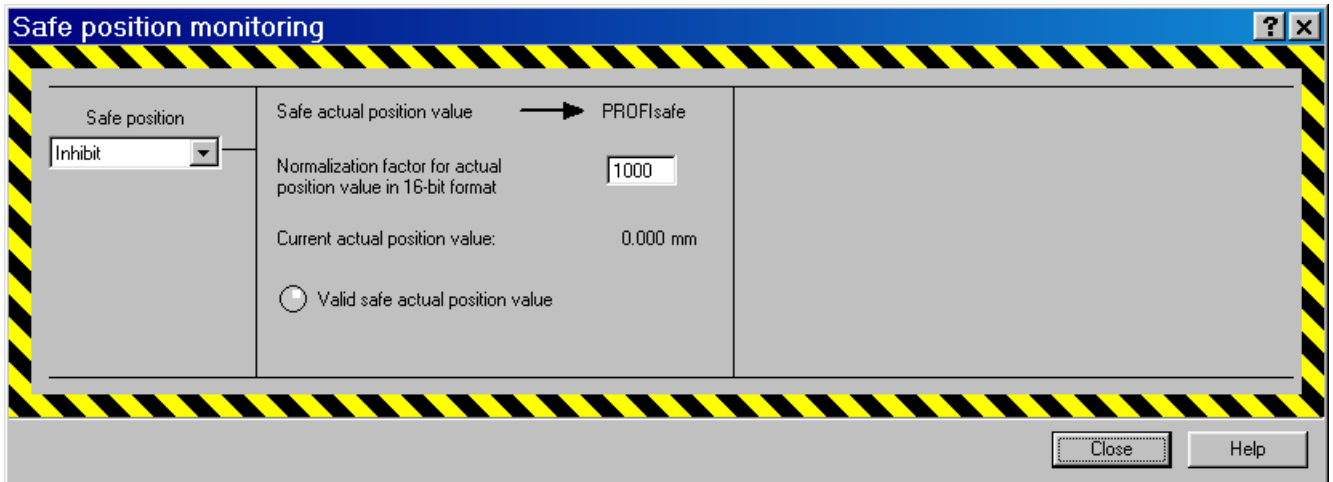 Safe position monitoring
Safe position
Inhibit
Safe actual position value PROFIsafe
Normalization factor for actual
position value in 16-bit format
1000
Current actual position value: 0.000 mm
Valid safe actual position value
Close Help